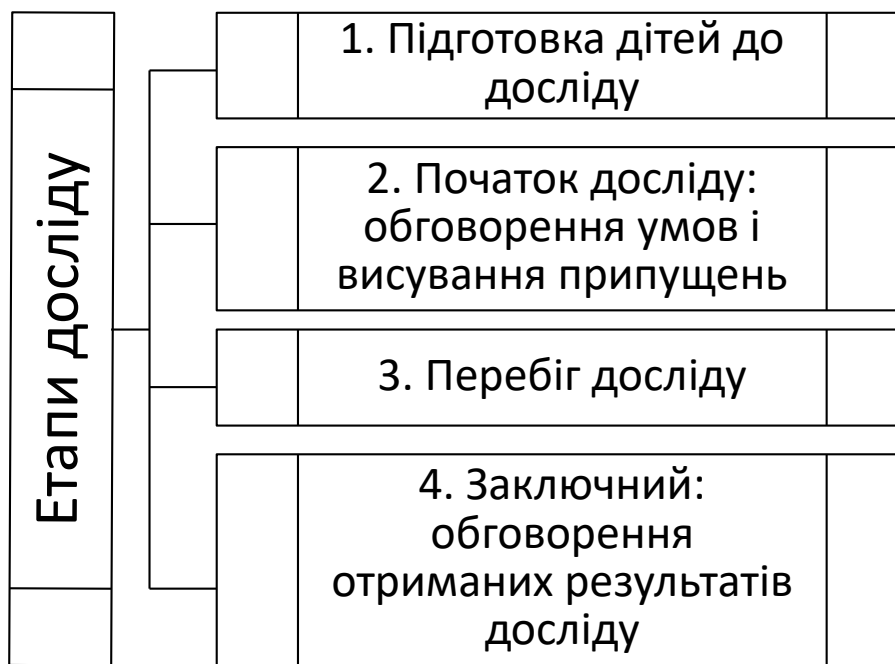 Етапи досліду
1. Підготовка дітей до
досліду
2. Початок досліду:
обговорення умов і
висування припущень
3. Перебіг досліду
4. Заключний:
обговорення
отриманих результатів
досліду